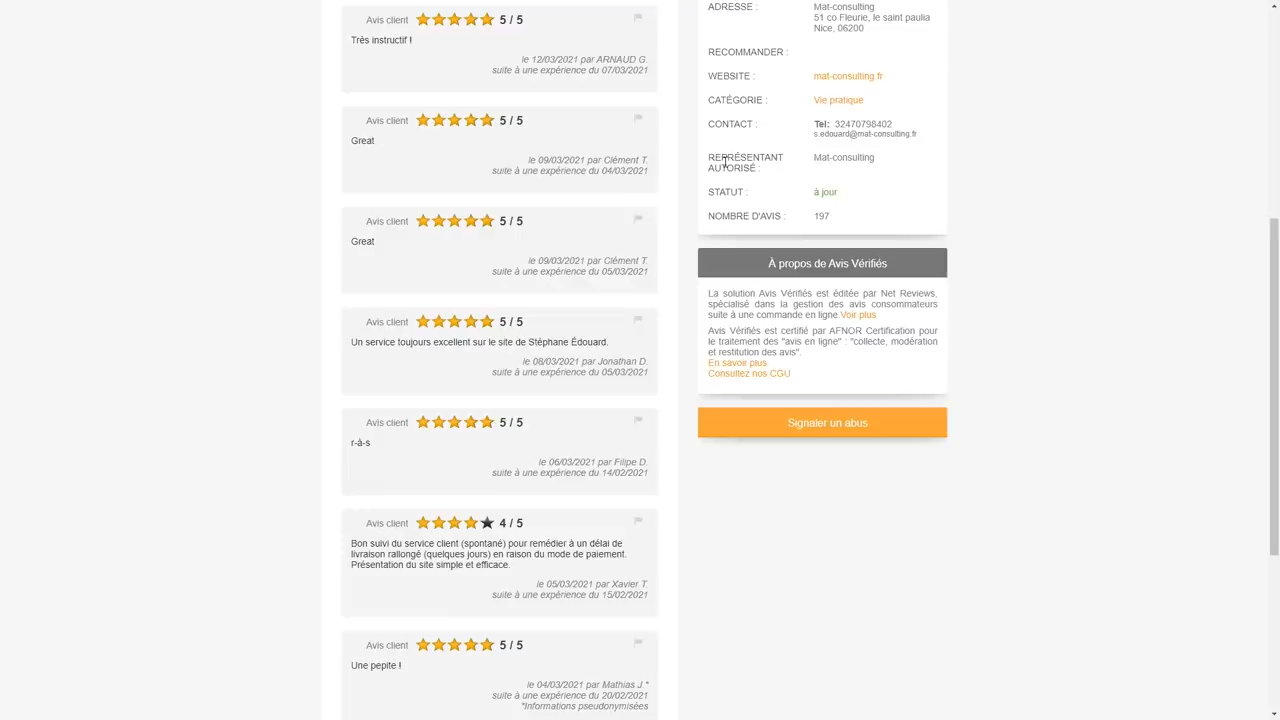 Avis client 5 / 5
Très instructif !
le 12/03/2021 par ARNAUD G.
suite à une expérience du 07/03/2021
Avis client 5 / 5
Great
le 09/03/2021 par Clément T.
suite à une expérience du 04/03/2021
Avis client 5 / 5
Great
le 09/03/2021 par Clément T.
suite à une expérience du 05/03/2021
Avis client 5 / 5
Un service toujours excellent sur le site de Stéphane Édouard.
le 08/03/2021 par Jonathan D.
suite à une expérience du 05/03/2021
Avis client 5 / 5
r-à-s
le 06/03/2021 par Filipe D.
suite à une expérience du 14/02/2021
Avis client 4 / 5
Bon suivi du service client (spontané) pour remédier à un délai de
livraison rallongé (quelques jours) en raison du mode de paiement.
Présentation du site simple et efficace.
le 05/03/2021 par Xavier T.
suite à une expérience du 15/02/2021
Avis client 5 / 5
Une pepite !
le 04/03/2021 par Mathias J.*
suite à une expérience du 20/02/2021
*Informations pseudonymisées
ADRESSE : Mat-consulting
51 co Fleurie, le saint paulia
Nice, 06200
RECOMMANDER :
WEBSITE : mat-consulting.fr
CATÉGORIE : Vie pratique
CONTACT : Tel: 32470798402
s.edouard@mat-consulting.fr
REPRÉSENTANT Mat-consulting
AUTORISÉ :
STATUT : à jour
NOMBRE D'AVIS : 197
À propos de Avis Vérifiés
La solution Avis Vérifiés est éditée par Net Reviews,
spécialisé dans la gestion des avis consommateurs
suite à une commande en ligne.Voir plus
Avis Vérifiés est certifié par AFNOR Certification pour
le traitement des "avis en ligne" : "collecte, modération
et restitution des avis".
En savoir plus
Consultez nos CGU
Signaler un abus